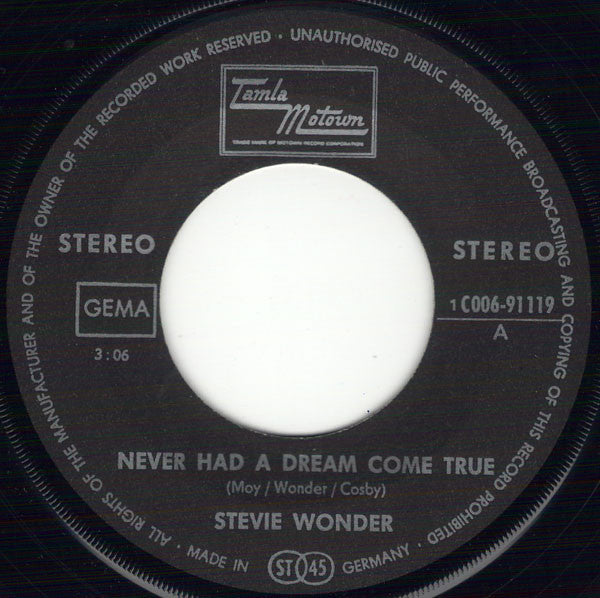 ALL RIGHTS OF THE MANUFACTURER AND OF THE OWNER OF THE RECORDED WORK RESERVED · UNAUTHORISED PUBLIC PERFORMANCE BROADCASTING AND COPYING OF THIS RECORD PROHIBITED ·
Tamla
Motown
TRADE MARK OF MOTOWN RECORD CORPORATION
STEREO
STEREO
GEMA
1C006-91119
A
3:06
NEVER HAD A DREAM COME TRUE
(Moy / Wonder / Cosby)
STEVIE WONDER
MADE IN ST 45 GERMANY ·